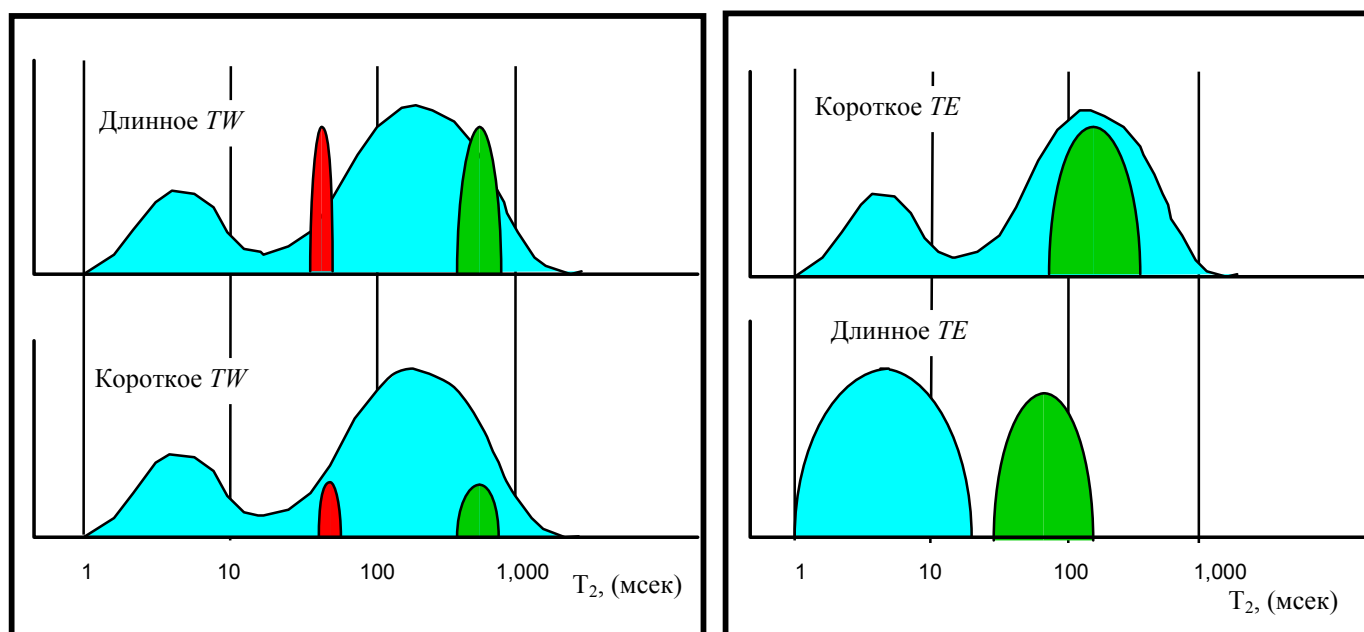 Длинное TW
Короткое TW
1 10 100 1,000
T2, (мсек)
Короткое TE
Длинное TE
1 10 100 1,000
T2, (мсек)